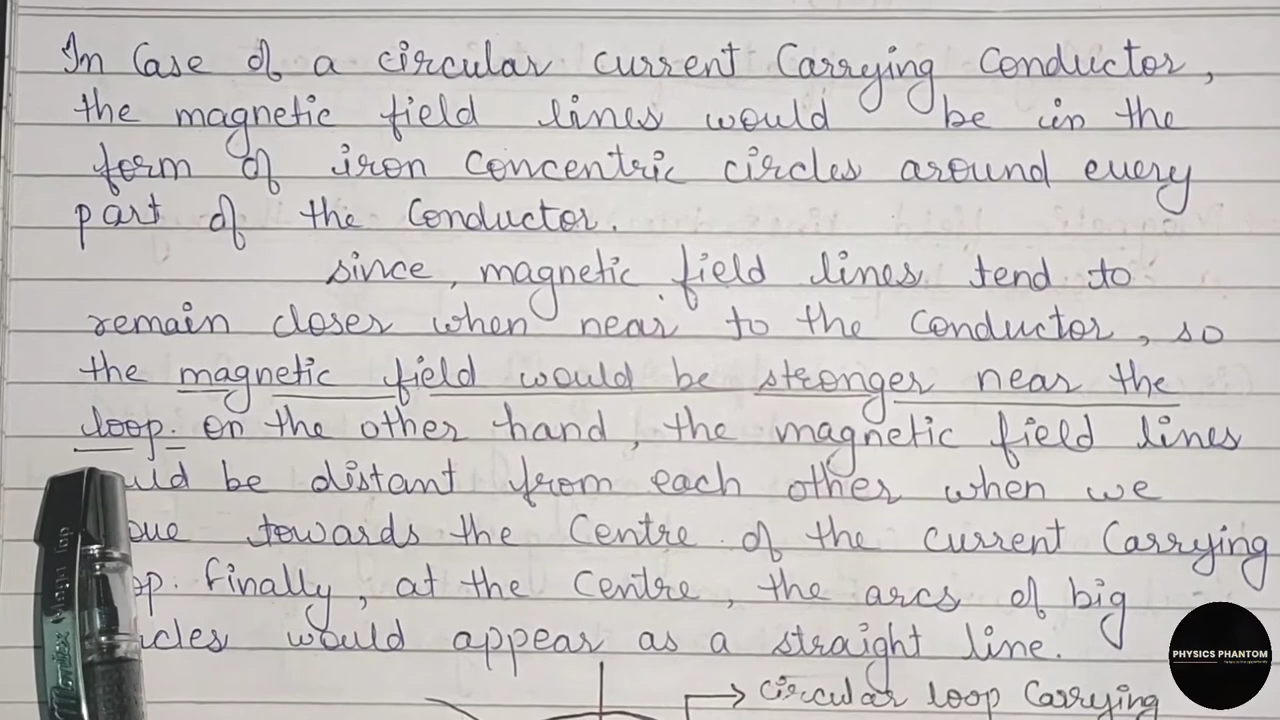 In Case of a circular current Carrying Conductor,
the magnetic field lines would be in the
form of iron concentric circles around every
part of the Conductor.
since, magnetic field lines tend to
remain closer when near to the Conductor, so
the magnetic field would be stronger near the
loop. On the other hand, the magnetic field lines
be distant from each other when we
towards the Centre of the current Carrying
Finally, at the Centre, the arcs of big
would appear as a straight line.
circular loop Carrying
Montex Mega Top
PHYSICS PHANTOM